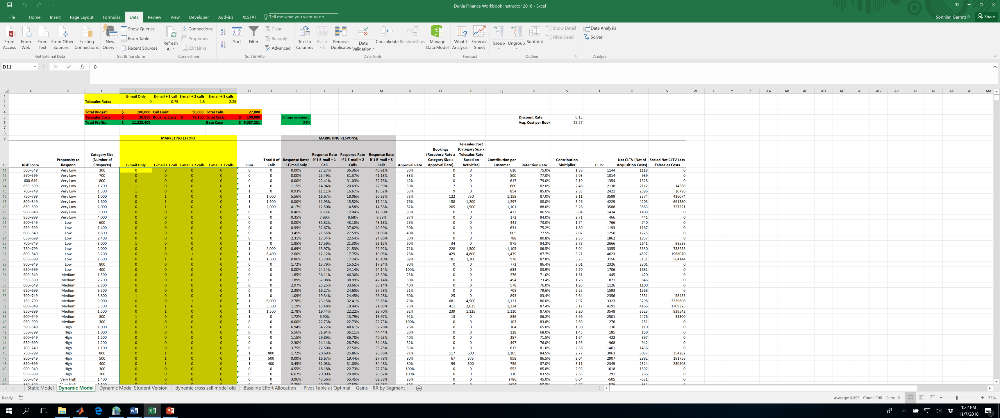 Dunia Finance Workbook Instructor 2018 - Excel
File Home Insert Page Layout Formulas Data Review View Developer Add-ins XLSTAT Tell me what you want to do... Sonnier, Garrett P Share
From Access From Web From Text From Other Sources Existing Connections
Get External Data
New Query Show Queries From Table Recent Sources
Get & Transform
Refresh All Connections Properties Edit Links
Connections
Sort Filter Clear Reapply Advanced
Sort & Filter
Text to Columns Flash Fill Remove Duplicates Data Validation Consolidate Relationships Manage Data Model
Data Tools
What-If Analysis Forecast Sheet
Forecast
Group Ungroup Subtotal Show Detail Hide Detail
Outline
Data Analysis Solver
Analyze
D11 fx 0
A B C D E F G H I J K L M N O P Q R S T U V W X Y Z AA AB AC AD AE AF AG AH AI AJ AK AL AM
1 E-mail Only E-mail + 1 call E-mail + 2 calls E-mail + 3 calls
2 Telesales Rates 0 0.75 1.5 2.25
3
4 Total Budget $ 100,000 Call Limit 50,000 Total Calls 27,800
5 Telesales Costs $ 20,850 Booking Costs $ 79,150 Total Costs $ 100,000 % Improvement Discount Rate 0.15
6 Total Profits $ 11,225,403 Base Case $ 9,087,231 24% Acq. Cost per Book 25.27
7
8
9 MARKETING EFFORT MARKETING RESPONSE
10 Risk Score Propensity to Respond Category Size (Number of Prospects) E-mail Only E-mail + 1 call E-mail + 2 calls E-mail + 3 calls Sum Total # of Calls Response Rate: 1 E-mail only Response Rate if 1 E-mail + 1 Call Response Rate if 1 E-mail + 2 Calls Response Rate if 1 E-mail + 3 Calls Approval Rate Bookings (Response Rate x Category Size x Approval Rate) Telesales Cost (Category Size x Telesales Rate Based on Activities) Contribution per Customer Retention Rate Contribution Multiplier CLTV Net CLTV (Net of Acquisition Costs) Scaled Net CLTV Less Telesales Costs
11 500–549 Very Low 300 0 0 0 0 0 0 0.00% 27.27% 36.36% 40.91% 30% 0 0 610 75.0% 1.88 1144 1118 0
12 550–599 Very Low 700 0 0 0 0 0 0 0.00% 25.49% 31.37% 41.18% 33% 0 0 500 77.0% 2.03 1014 989 0
13 600-649 Very Low 800 0 0 0 0 0 0 0.00% 22.41% 31.03% 32.76% 42% 0 0 617 79.0% 2.19 1354 1328 0
14 650–699 Very Low 1,200 1 0 0 0 1 0 1.15% 14.94% 20.69% 22.99% 50% 7 0 860 82.0% 2.48 2138 2112 14568
15 700–749 Very Low 1,500 1 0 0 0 1 0 0.93% 11.11% 16.67% 18.52% 63% 9 0 854 85.0% 2.83 2421 2396 20796
16 750–799 Very Low 1,000 0 1 0 0 1 1,000 5.56% 16.67% 18.06% 20.83% 73% 122 750 1,158 87.0% 3.11 3599 3574 436074
17 800–849 Very Low 1,600 0 1 0 0 1 1,600 0.00% 12.93% 15.52% 17.24% 76% 158 1,200 1,297 88.0% 3.26 4229 4203 661380
18 850–899 Very Low 2,000 0 1 0 0 1 2,000 4.17% 12.50% 14.58% 14.58% 82% 205 1,500 1,101 88.0% 3.26 3588 3563 727321
19 900–949 Very Low 3,000 0 0 0 0 0 0 0.46% 8.33% 12.04% 12.50% 93% 0 0 472 86.5% 3.04 1434 1409 0
20 950–999 Very Low 4,000 0 0 0 0 0 0 0.35% 7.99% 8.68% 9.38% 97% 0 0 172 84.0% 2.71 466 441 0
21 500–549 Low 600 0 0 0 0 0 0 0.00% 31.82% 43.18% 43.18% 29% 0 0 441 73.0% 1.74 766 740 0
22 550–599 Low 1,400 0 0 0 0 0 0 0.99% 32.67% 37.62% 40.59% 30% 0 0 631 75.2% 1.89 1193 1167 0
23 600–649 Low 1,600 0 0 0 0 0 0 3.45% 21.55% 27.59% 31.03% 40% 0 0 605 77.5% 2.07 1250 1225 0
24 650–699 Low 2,400 0 0 0 0 0 0 2.31% 17.34% 22.54% 24.86% 50% 0 0 788 80.8% 2.36 1862 1837 0
25 700–749 Low 3,000 1 0 0 0 1 0 1.85% 17.59% 21.30% 23.15% 60% 34 0 975 84.2% 2.73 2666 2641 88588
26 750–799 Low 2,000 0 1 0 0 1 2,000 0.69% 15.97% 21.53% 22.92% 71% 228 1,500 1,105 86.5% 3.04 3355 3330 758255
27 800–849 Low 3,200 0 0 1 0 1 6,400 2.60% 12.12% 17.75% 19.05% 76% 429 4,800 1,439 87.7% 3.21 4623 4597 1968070
28 850–899 Low 1,600 0 1 0 0 1 1,600 0.86% 13.79% 17.24% 18.10% 82% 181 1,200 978 87.8% 3.23 3156 3131 564144
29 900–949 Low 800 0 0 0 0 0 0 1.72% 13.79% 15.52% 17.24% 90% 0 0 772 86.4% 3.01 2326 2301 0
30 950–999 Low 400 0 0 0 0 0 0 0.00% 24.14% 24.14% 24.14% 100% 0 0 633 83.9% 2.70 1706 1681 0
31 500–549 Medium 1,500 0 0 0 0 0 0 1.85% 36.11% 46.30% 46.30% 25% 0 0 276 71.0% 1.61 445 420 0
32 550–599 Medium 2,200 0 0 0 0 0 0 1.89% 32.08% 38.99% 42.14% 30% 0 0 494 73.4% 1.76 871 846 0
33 600–649 Medium 2,800 0 0 0 0 0 0 2.97% 25.25% 33.66% 36.14% 40% 0 0 578 76.0% 1.95 1126 1100 0
34 650–699 Medium 3,500 0 0 0 0 0 0 2.38% 16.27% 24.60% 27.78% 51% 0 0 708 79.6% 2.25 1593 1568 0
35 700–749 Medium 3,800 1 0 0 0 1 0 1.09% 19.34% 24.45% 26.28% 60% 25 0 893 83.4% 2.64 2356 2331 58433
36 750–799 Medium 3,000 0 0 1 0 1 6,000 2.78% 23.15% 32.41% 35.65% 70% 681 4,500 1,121 86.0% 2.97 3323 3298 2239698
37 800–849 Medium 3,500 0 1 0 0 1 3,500 1.19% 15.48% 19.44% 21.03% 76% 411 2,625 1,324 87.4% 3.17 4191 4166 1709325
38 850–899 Medium 1,500 0 1 0 0 1 1,500 2.78% 19.44% 22.22% 28.70% 82% 239 1,125 1,110 87.6% 3.20 3548 3523 839542
39 900–949 Medium 800 1 0 0 0 1 0 1.72% 6.90% 13.79% 18.97% 92% 13 0 836 86.2% 2.99 2501 2476 31300
40 950–999 Medium 300 0 0 0 0 0 0 0.00% 22.73% 22.73% 22.73% 100% 0 0 103 83.8% 2.69 276 251 0
41 500–549 High 1,000 0 0 0 0 0 0 6.94% 34.72% 48.61% 52.78% 26% 0 0 104 65.0% 1.30 136 110 0
42 550–599 High 1,000 0 0 0 0 0 0 5.56% 31.94% 36.11% 44.44% 30% 0 0 128 68.0% 1.45 185 160 0
43 600–649 High 1,200 0 0 0 0 0 0 1.15% 29.89% 36.78% 40.23% 40% 0 0 257 71.5% 1.64 422 397 0
44 650–699 High 1,200 0 0 0 0 0 0 2.30% 24.14% 28.74% 34.48% 52% 0 0 497 76.0% 1.95 968 942 0
45 700–749 High 1,100 0 0 0 0 0 0 3.75% 22.50% 27.50% 33.75% 63% 0 0 613 81.0% 2.38 1461 1436 0
46 750–799 High 800 0 1 0 0 1 800 1.72% 20.69% 25.86% 25.86% 71% 117 600 1,105 84.5% 2.77 3063 3037 354282
47 800–849 High 500 0 1 0 0 1 500 0.00% 16.67% 19.44% 27.78% 80% 67 375 958 86.5% 3.04 2907 2882 191756
48 850–899 High 400 0 1 0 0 1 400 3.45% 31.03% 31.03% 34.48% 80% 99 300 756 87.0% 3.11 2349 2324 230508
49 900–949 High 300 0 0 0 0 0 0 4.55% 18.18% 22.73% 22.73% 100% 0 0 552 85.8% 2.93 1618 1592 0
50 950–999 High 200 0 0 0 0 0 0 6.67% 20.00% 20.00% 26.67% 100% 0 0 110 83.5% 2.65 291 266 0
51 500–549 Very High 1,400 0 0 0 0 0 0 3.96% 43.56% 55.45% 62.38% 26% 0 0 (786) 45.0% 0.64 -505 -531 0
Static Model Dynamic Model Dynamic Model Student Version dynamic cross sell model old Baseline Effort Allocation Pivot Table at Optimal Gains RR by Segment
Ready Average: 0.095 Count: 200 Sum: 19 75%
1:22 PM
11/7/2018